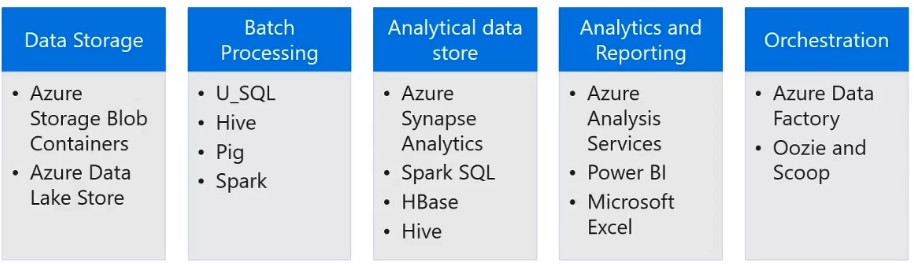 Data Storage
• Azure
Storage Blob
Containers
• Azure Data
Lake Store
Batch
Processing
• U_SQL
• Hive
• Pig
• Spark
Analytical data
store
• Azure
Synapse
Analytics
• Spark SQL
• HBase
• Hive
Analytics and
Reporting
• Azure
Analysis
Services
• Power BI
• Microsoft
Excel
Orchestration
• Azure Data
Factory
• Oozie and
Scoop